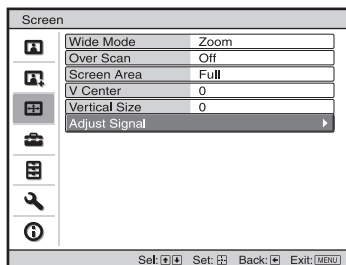 Screen
Wide Mode Zoom
Over Scan Off
Screen Area Full
V Center 0
Vertical Size 0
Adjust Signal
Sel: Set: Back: Exit: MENU